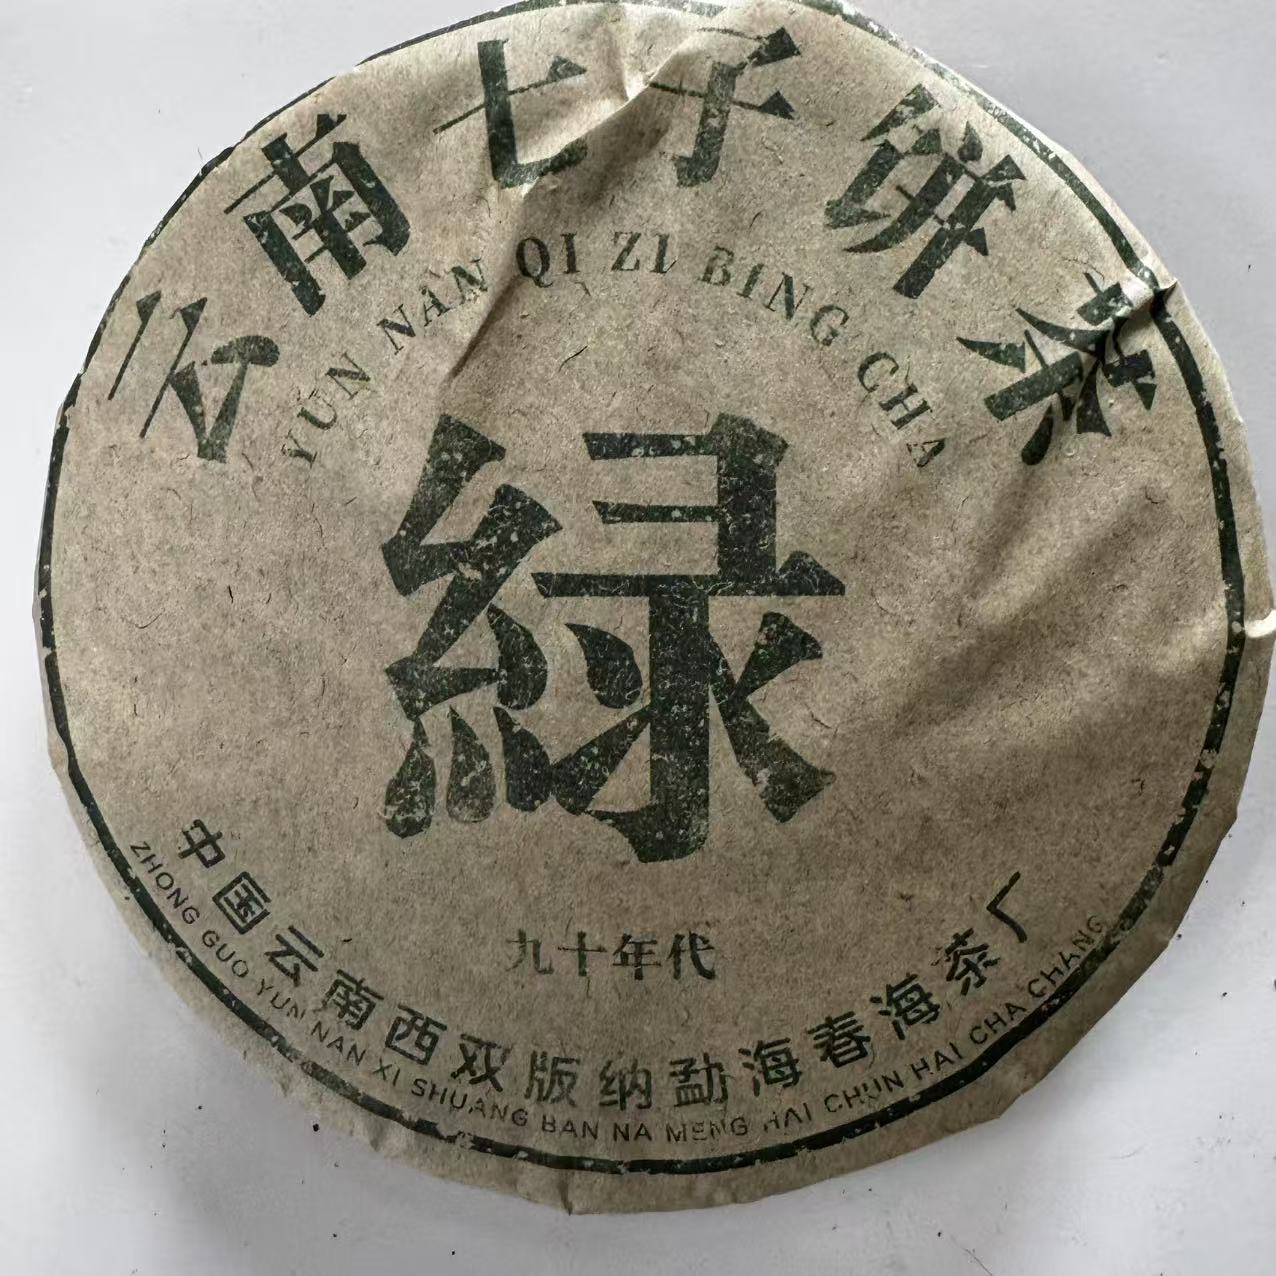 云南七子饼茶
YUN NAN QI ZI BING CHA
緑
九十年代
中国云南西双版纳勐海春海茶厂
ZHONG GUO YUN NAN XI SHUANG BAN NA MENG HAI CHUN HAI CHA CHANG